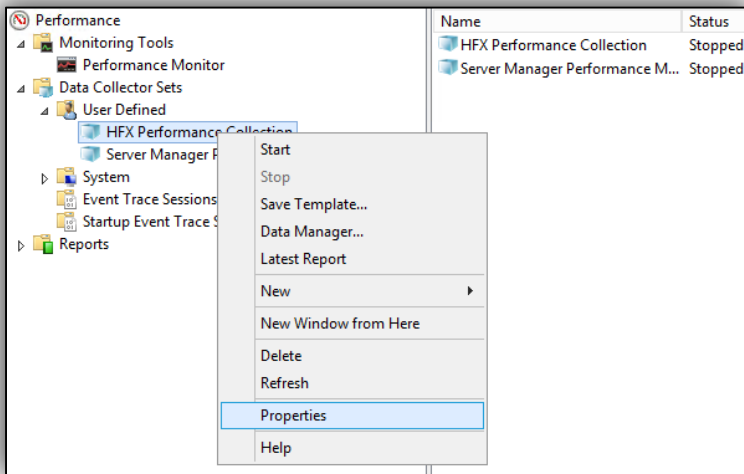 Performance
Monitoring Tools
Performance Monitor
Data Collector Sets
User Defined
HFX Performance Collection
Server Manager P
System
Event Trace Sessions
Startup Event Trace S
Reports
Start
Stop
Save Template...
Data Manager...
Latest Report
New
New Window from Here
Delete
Refresh
Properties
Help
Name Status
HFX Performance Collection Stopped
Server Manager Performance M... Stopped